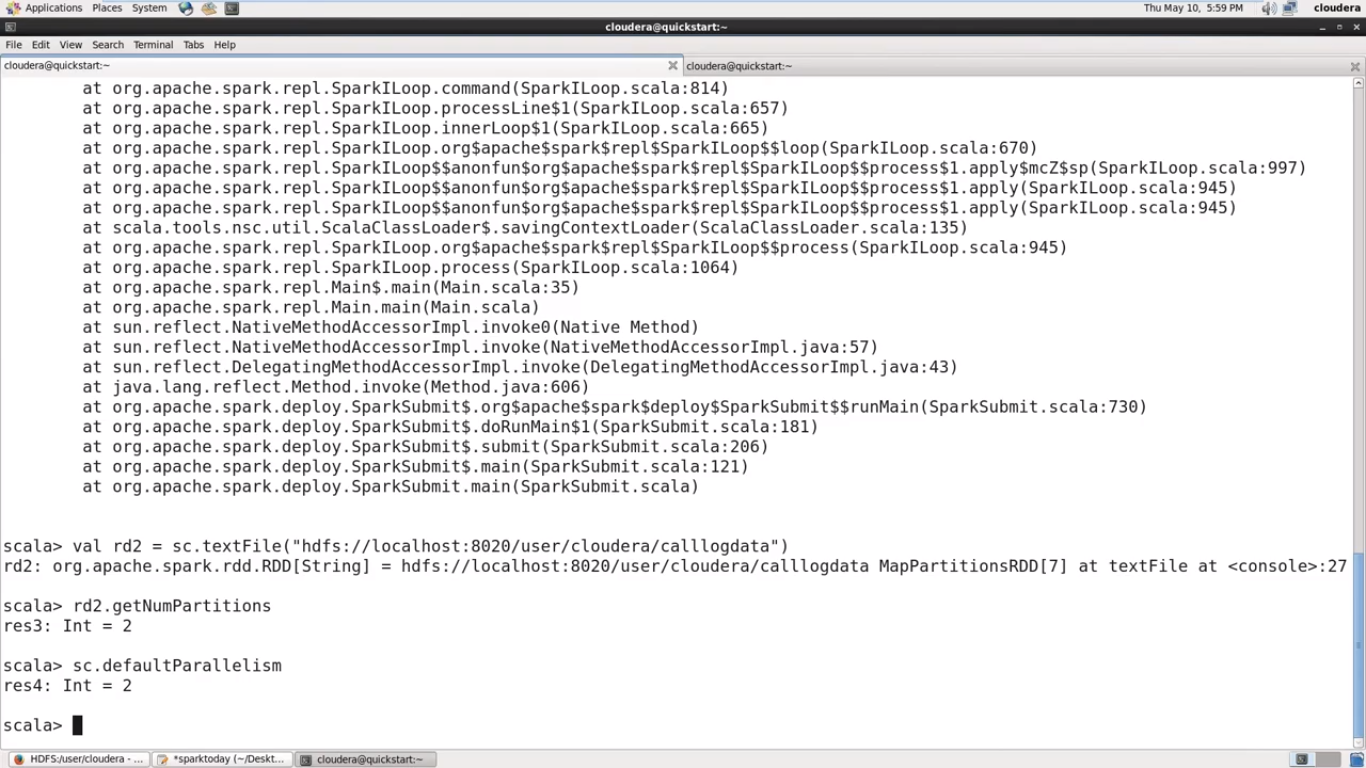 Applications Places System Thu May 10, 5:59 PM cloudera
cloudera@quickstart:~
File Edit View Search Terminal Tabs Help
cloudera@quickstart:~ cloudera@quickstart:~
at org.apache.spark.repl.SparkILoop.command(SparkILoop.scala:814)
at org.apache.spark.repl.SparkILoop.processLine$1(SparkILoop.scala:657)
at org.apache.spark.repl.SparkILoop.innerLoop$1(SparkILoop.scala:665)
at org.apache.spark.repl.SparkILoop.org$apache$spark$repl$SparkILoop$$loop(SparkILoop.scala:670)
at org.apache.spark.repl.SparkILoop$$anonfun$org$apache$spark$repl$SparkILoop$$process$1.apply$mcZ$sp(SparkILoop.scala:997)
at org.apache.spark.repl.SparkILoop$$anonfun$org$apache$spark$repl$SparkILoop$$process$1.apply(SparkILoop.scala:945)
at org.apache.spark.repl.SparkILoop$$anonfun$org$apache$spark$repl$SparkILoop$$process$1.apply(SparkILoop.scala:945)
at scala.tools.nsc.util.ScalaClassLoader$.savingContextLoader(ScalaClassLoader.scala:135)
at org.apache.spark.repl.SparkILoop.org$apache$spark$repl$SparkILoop$$process(SparkILoop.scala:945)
at org.apache.spark.repl.SparkILoop.process(SparkILoop.scala:1064)
at org.apache.spark.repl.Main$.main(Main.scala:35)
at org.apache.spark.repl.Main.main(Main.scala)
at sun.reflect.NativeMethodAccessorImpl.invoke0(Native Method)
at sun.reflect.NativeMethodAccessorImpl.invoke(NativeMethodAccessorImpl.java:57)
at sun.reflect.DelegatingMethodAccessorImpl.invoke(DelegatingMethodAccessorImpl.java:43)
at java.lang.reflect.Method.invoke(Method.java:606)
at org.apache.spark.deploy.SparkSubmit$.org$apache$spark$deploy$SparkSubmit$$runMain(SparkSubmit.scala:730)
at org.apache.spark.deploy.SparkSubmit$.doRunMain$1(SparkSubmit.scala:181)
at org.apache.spark.deploy.SparkSubmit$.submit(SparkSubmit.scala:206)
at org.apache.spark.deploy.SparkSubmit$.main(SparkSubmit.scala:121)
at org.apache.spark.deploy.SparkSubmit.main(SparkSubmit.scala)
scala> val rd2 = sc.textFile("hdfs://localhost:8020/user/cloudera/calllogdata")
rd2: org.apache.spark.rdd.RDD[String] = hdfs://localhost:8020/user/cloudera/calllogdata MapPartitionsRDD[7] at textFile at <console>:27
scala> rd2.getNumPartitions
res3: Int = 2
scala> sc.defaultParallelism
res4: Int = 2
scala>
HDFS:/user/cloudera - ... *sparktoday (~/Deskt... cloudera@quickstart:~